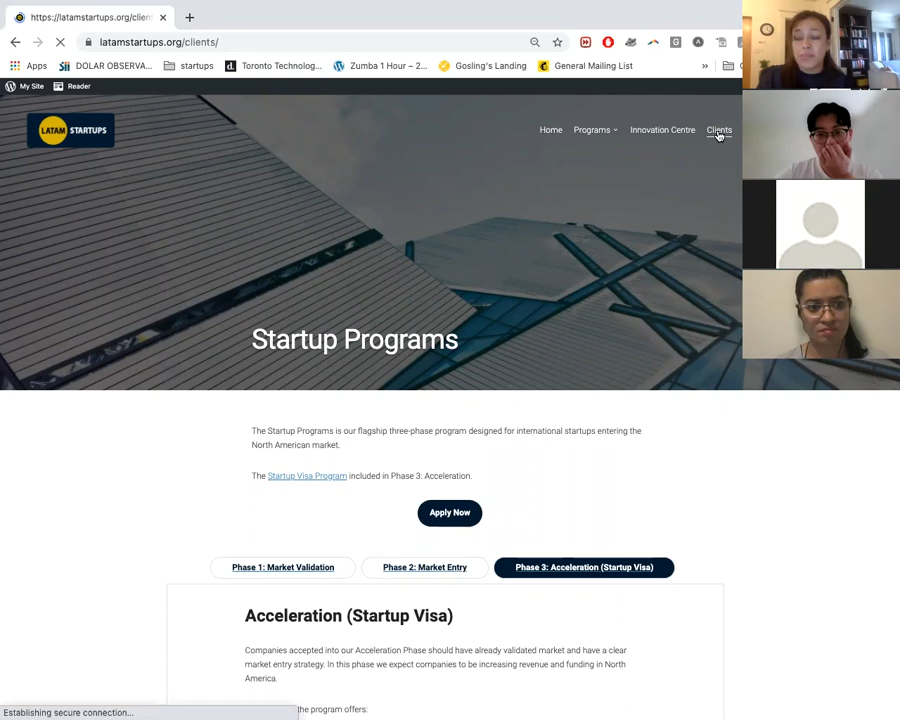 https://latamstartups.org/clien
latamstartups.org/clients/
Apps
DOLAR OBSERVA...
startups
Toronto Technolog...
Zumba 1 Hour – 2...
Gosling's Landing
General Mailing List
»
My Site
Reader
LATAM STARTUPS
Home
Programs
Innovation Centre
Clients
Startup Programs
The Startup Programs is our flagship three-phase program designed for international startups entering the
North American market.
The Startup Visa Program included in Phase 3: Acceleration.
Apply Now
Phase 1: Market Validation
Phase 2: Market Entry
Phase 3: Acceleration (Startup Visa)
Acceleration (Startup Visa)
Companies accepted into our Acceleration Phase should have already validated market and have a clear
market entry strategy. In this phase we expect companies to be increasing revenue and funding in North
America.
the program offers:
Establishing secure connection...